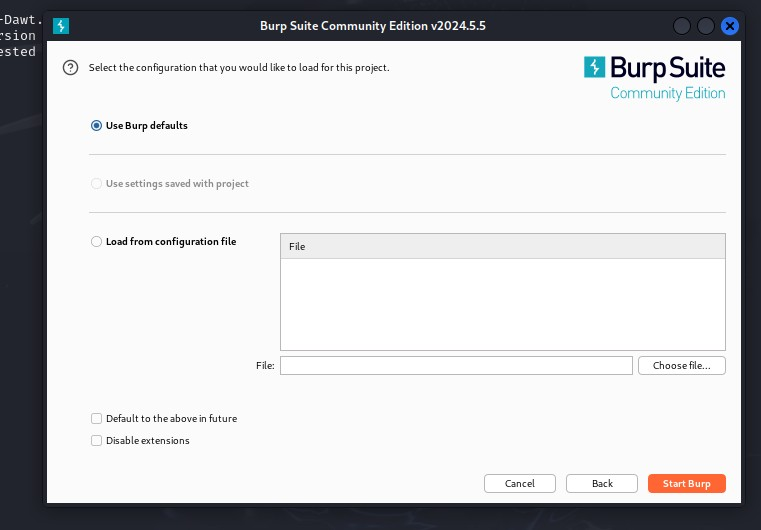 -Dawt.
rsion
ested
Burp Suite Community Edition v2024.5.5
Select the configuration that you would like to load for this project.
Burp Suite
Community Edition
Use Burp defaults
Use settings saved with project
Load from configuration file
File
File:
Choose file...
Default to the above in future
Disable extensions
Cancel
Back
Start Burp